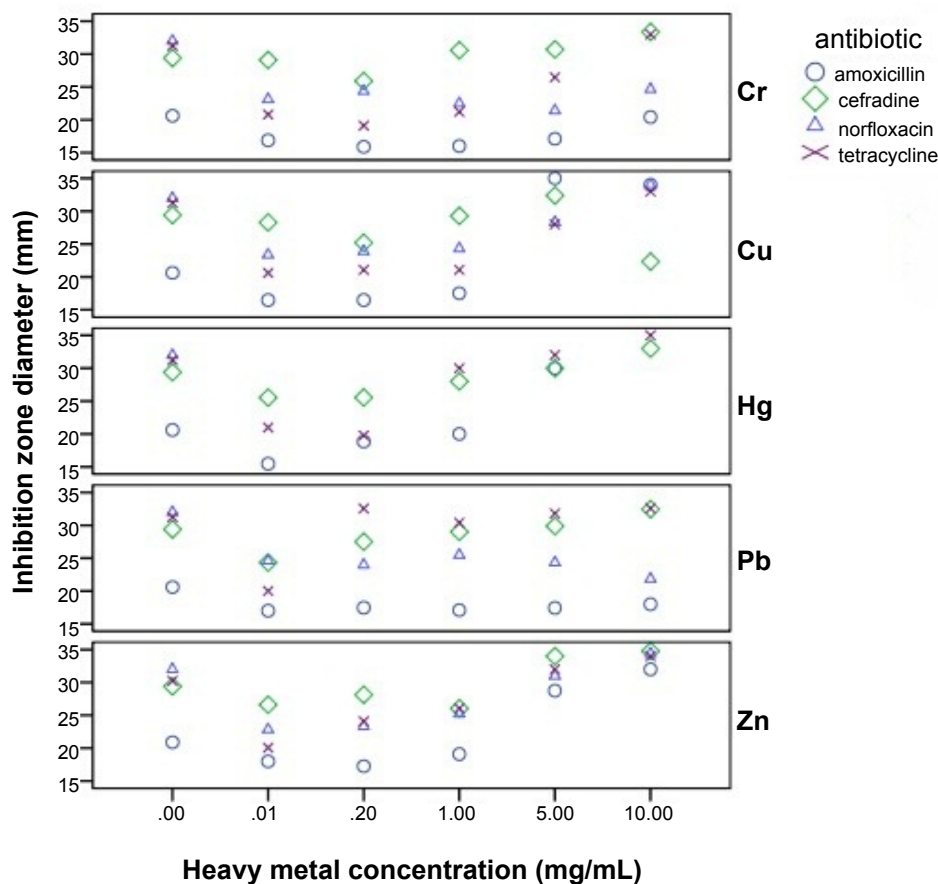 35
30
25
20
15
Cr
antibiotic
amoxicillin
cefradine
norfloxacin
tetracycline
35
30
25
20
15
Cu
35
30
25
20
15
Hg
35
30
25
20
15
Pb
35
30
25
20
15
Zn
Inhibition zone diameter (mm)
.00 .01 .20 1.00 5.00 10.00
Heavy metal concentration (mg/mL)